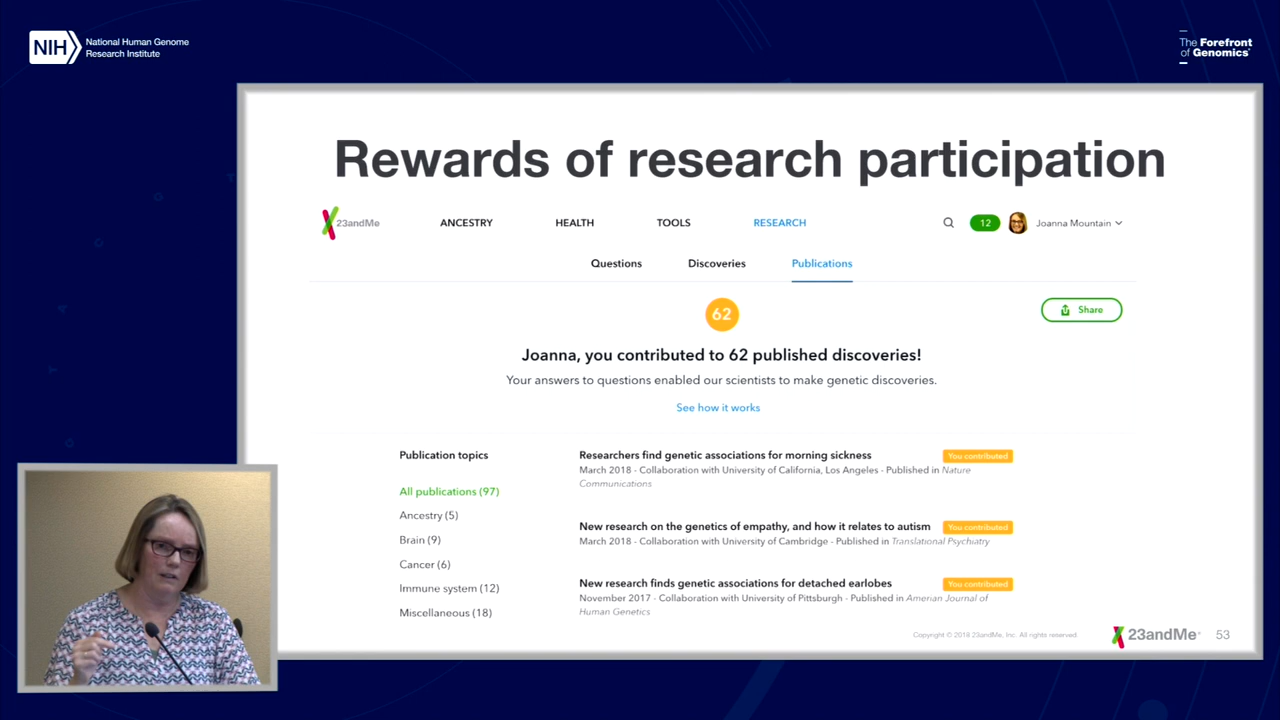 NIH
National Human Genome
Research Institute
The Forefront
of Genomics
Rewards of research participation
23andMe
ANCESTRY
HEALTH
TOOLS
RESEARCH
12
Joanna Mountain
Questions
Discoveries
Publications
62
Share
Joanna, you contributed to 62 published discoveries!
Your answers to questions enabled our scientists to make genetic discoveries.
See how it works
Publication topics
All publications (97)
Ancestry (5)
Brain (9)
Cancer (6)
Immune system (12)
Miscellaneous (18)
Researchers find genetic associations for morning sickness
You contributed
March 2018 - Collaboration with University of California, Los Angeles - Published in Nature
Communications
New research on the genetics of empathy, and how it relates to autism
You contributed
March 2018 - Collaboration with University of Cambridge - Published in Translational Psychiatry
New research finds genetic associations for detached earlobes
You contributed
November 2017 - Collaboration with University of Pittsburgh - Published in Amerian Journal of
Human Genetics
Copyright © 2018 23andMe, Inc. All rights reserved
23andMe
53